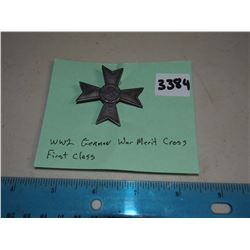 3384
WW2 German War Merit Cross
First Class